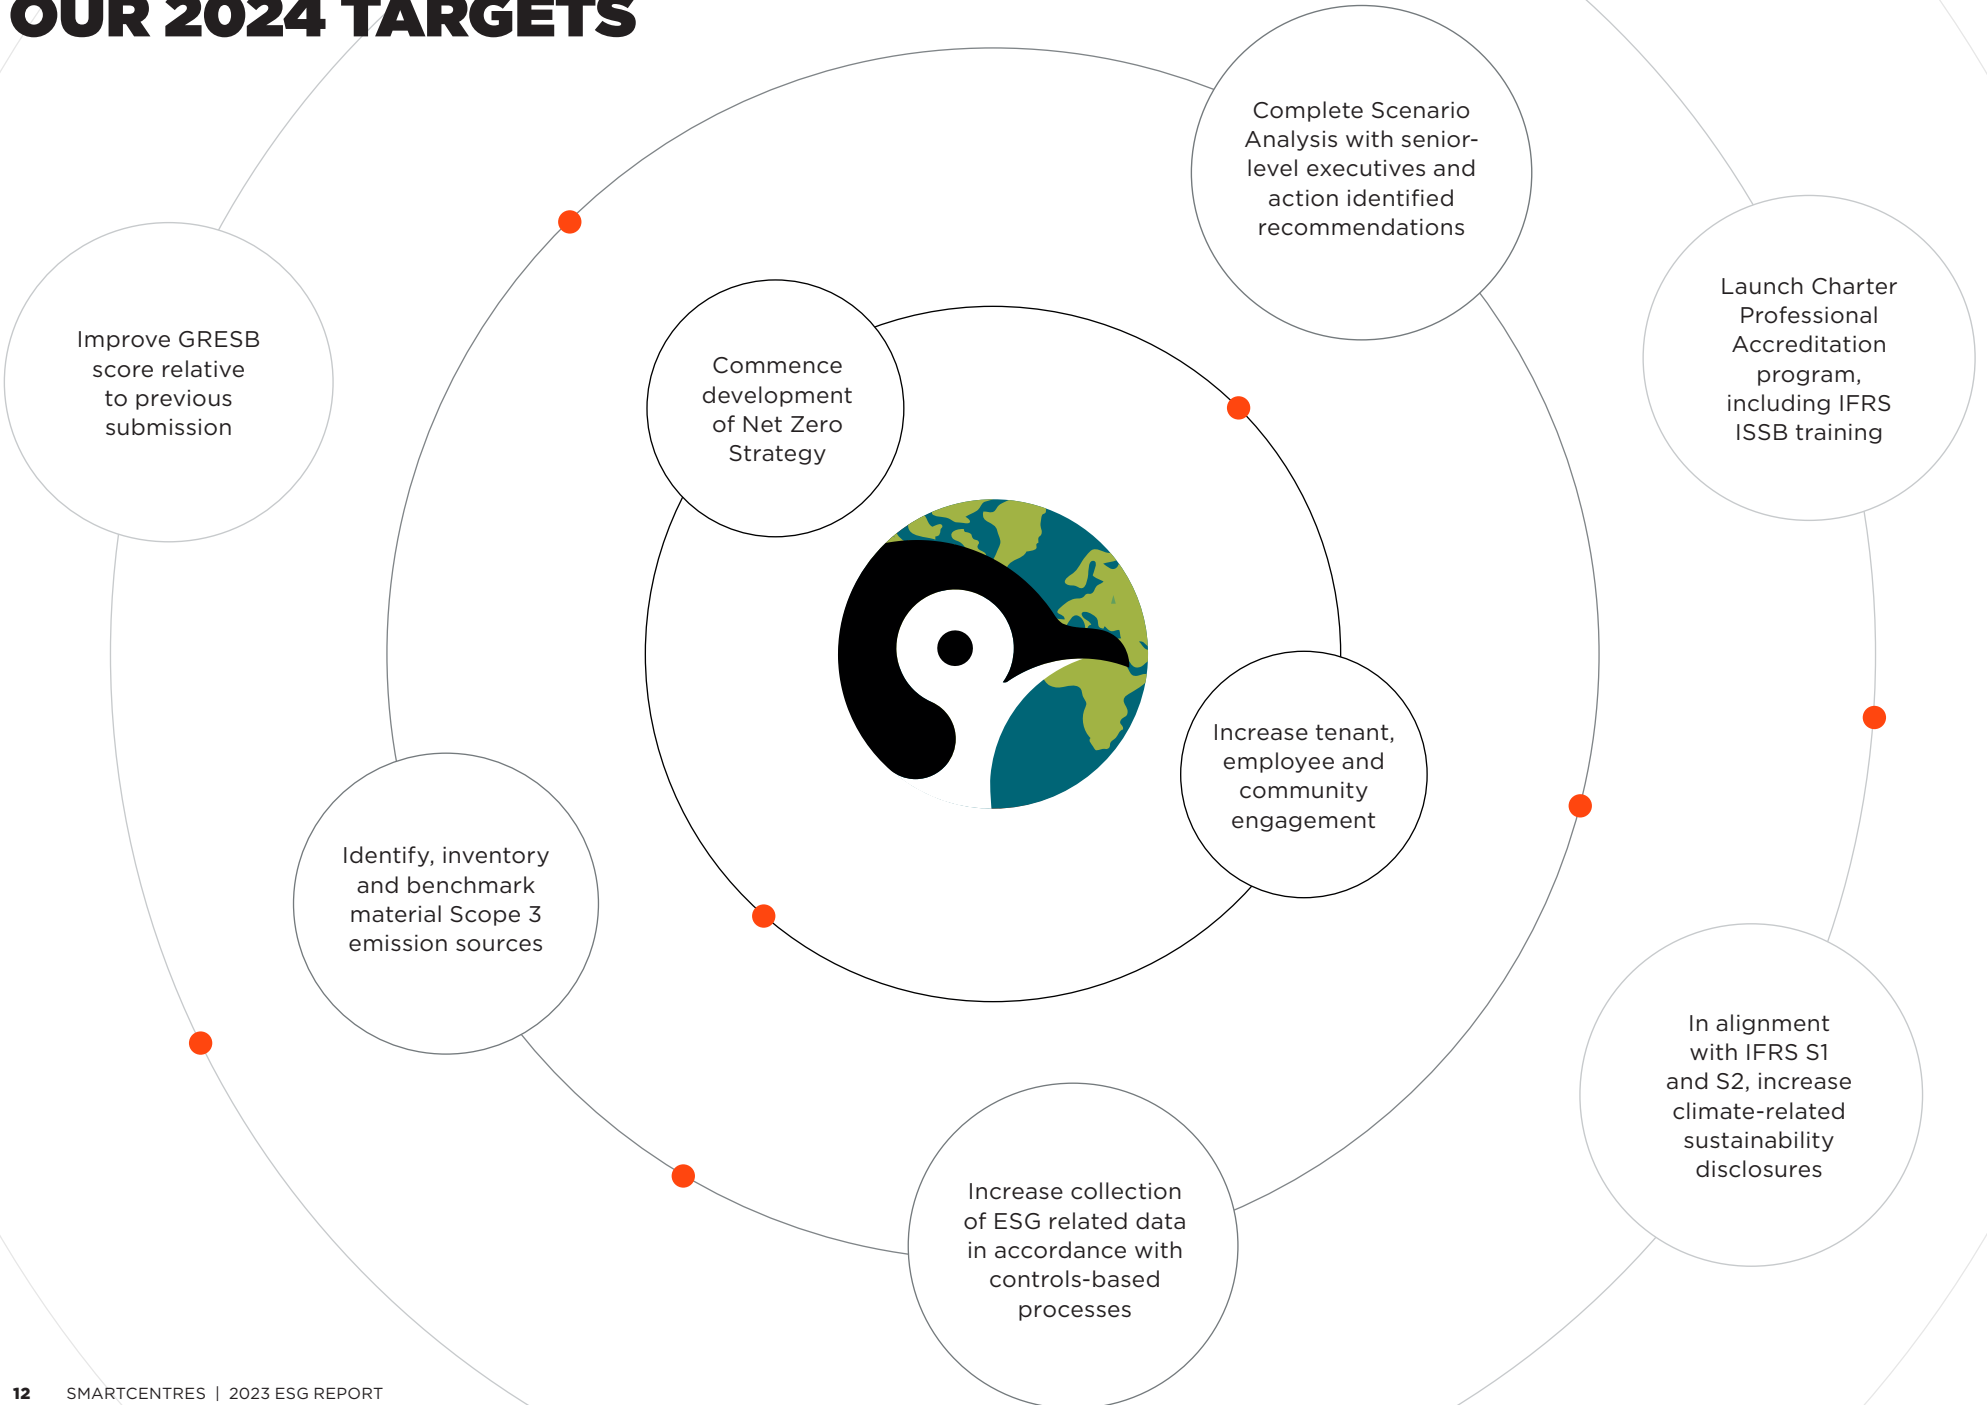 OUR 2024 TARGETS
Complete Scenario
Analysis with senior-
level executives and
action identified
recommendations
Launch Charter
Professional
Accreditation
program,
including IFRS
ISSB training
Improve GRESB
score relative
to previous
submission
Commence
development
of Net Zero
Strategy
Increase tenant,
employee and
community
engagement
Identify, inventory
and benchmark
material Scope 3
emission sources
In alignment
with IFRS S1
and S2, increase
climate-related
sustainability
disclosures
Increase collection
of ESG related data
in accordance with
controls-based
processes
12 SMARTCENTRES | 2023 ESG REPORT